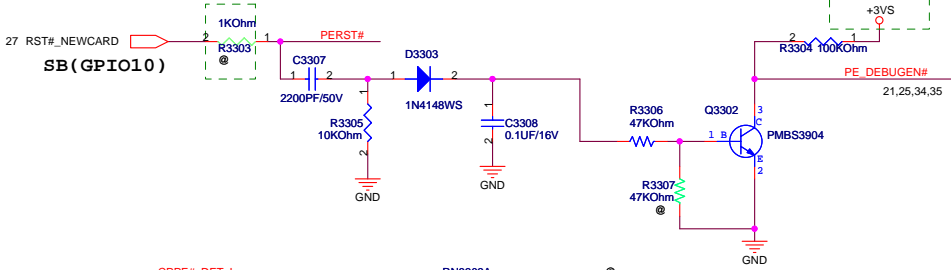 +3VS
1KOhm
27 RST#_NEWCARD
2 1
R3303
@
PERST#
SB(GPIO10)
2 1
R3304 100KOhm
D3303
C3307
1 2
1 2
2200PF/50V
1N4148WS
PE_DEBUGEN#
21,25,34,35
1
R3305
10KOhm
2
1
C3308
0.1UF/16V
2
R3306
47KOhm
Q3302
3
C
1 B
PMBS3904
E
2
R3307
47KOhm
@
GND
GND
GND